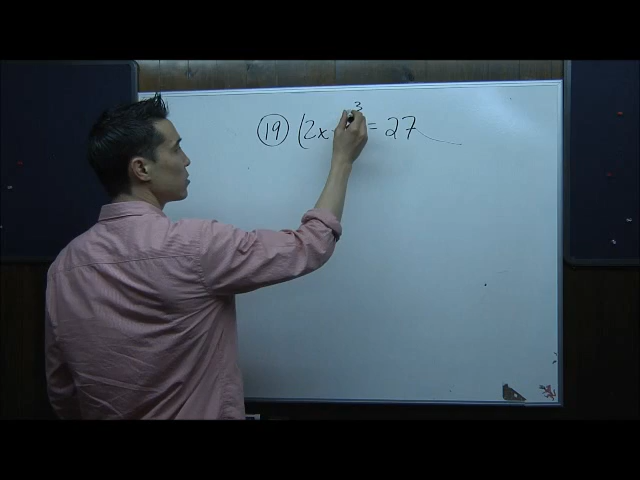 19 (2x 3 = 27